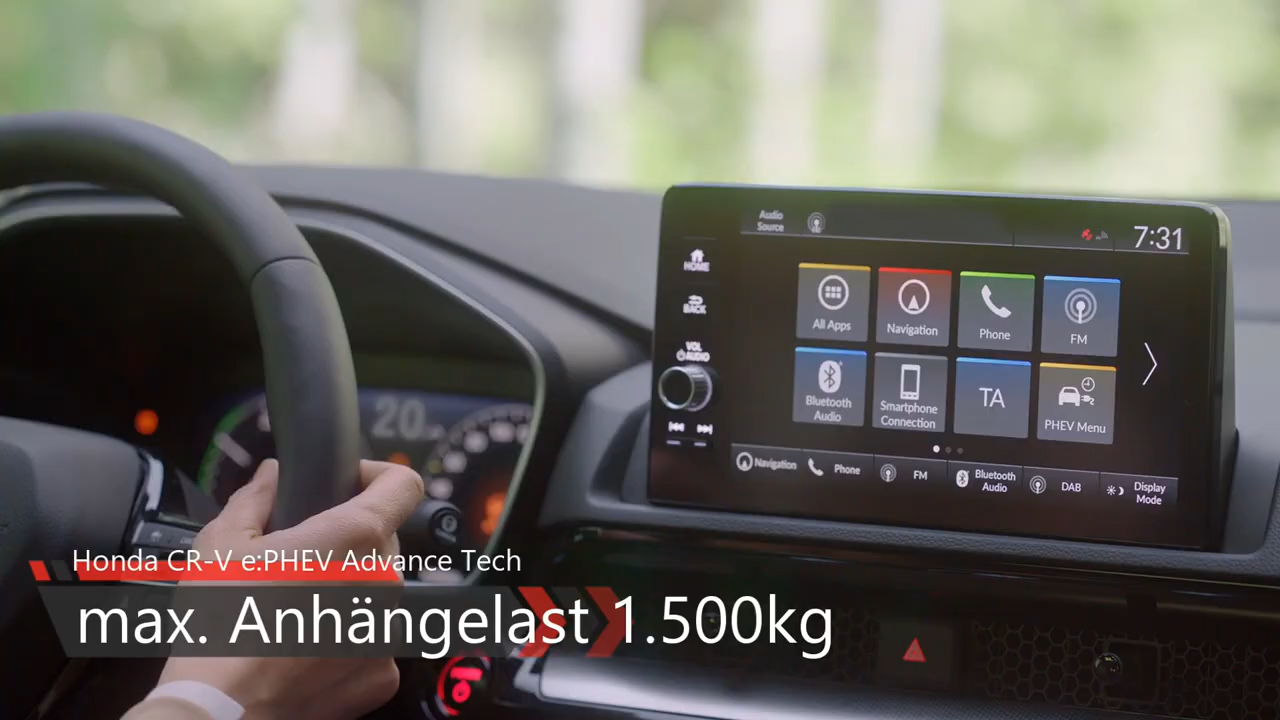 Audio
Source
7:31
HOME
BACK
VOL
AUDIO
All Apps
Navigation
Phone
FM
Bluetooth
Audio
Smartphone
Connection
TA
PHEV Menu
Navigation
Phone
FM
Bluetooth
Audio
DAB
Display
Mode
20
Honda CR-V e:PHEV Advance Tech
max. Anhängelast 1.500kg